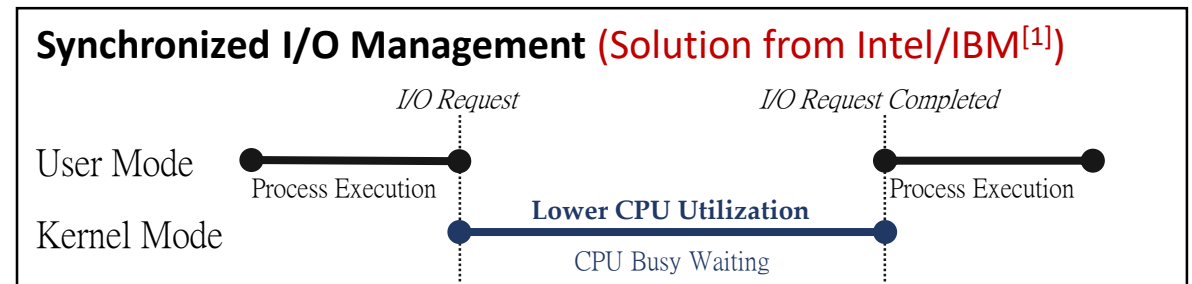 Synchronized I/O Management (Solution from Intel/IBM[1])
I/O Request
I/O Request Completed
User Mode
Process Execution
Process Execution
Lower CPU Utilization
Kernel Mode
CPU Busy Waiting